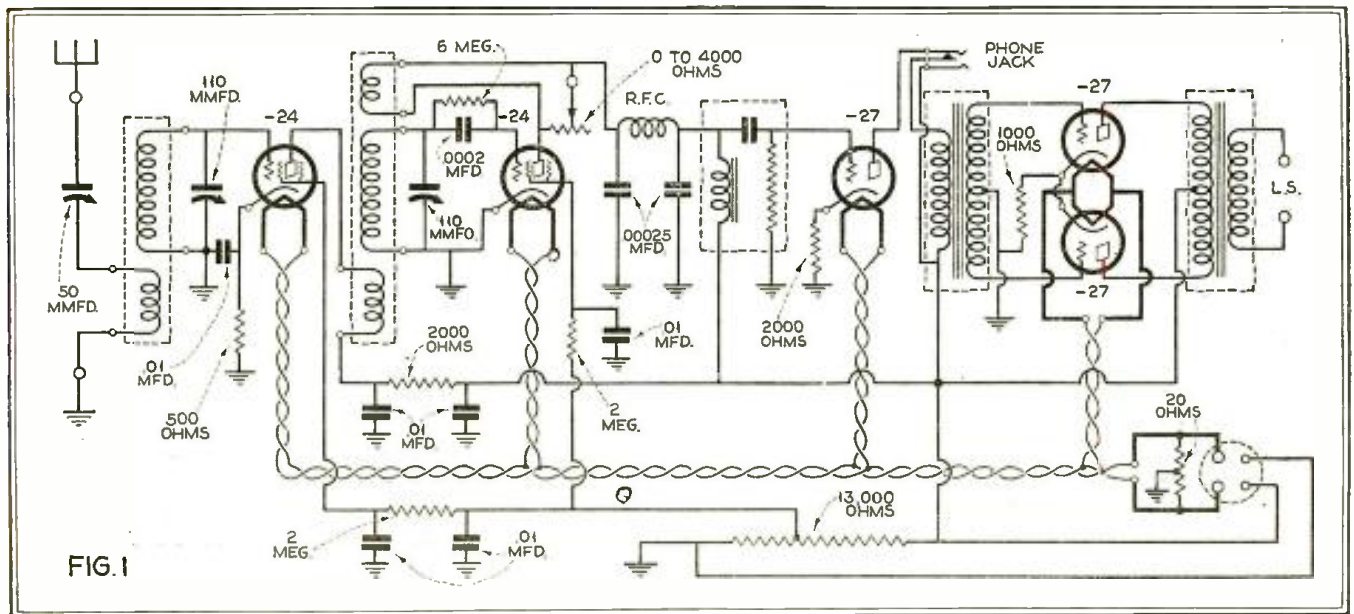 6 MEG.
0 TO 4000
OHMS
PHONE
JACK
110
MMFD.
-24
-24
R.F.C.
-27
-27
1000
OHMS
.0002
MFD
110
MMFD.
.00025
MFD.
L.S.
50
MMFD.
-27
2000
OHMS
.01
MFD.
2000
OHMS
.01
MFD
500
OHMS
.01
MFD.
2
MEG.
20
OHMS
Q
13,000
OHMS
2
MEG.
.01
MFD.
FIG. 1